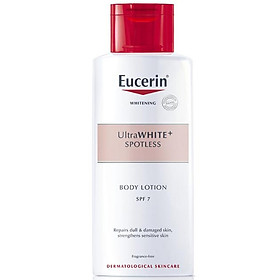 Eucerin
WHITENING
UltraWHITE+
SPOTLESS
BODY LOTION
SPF 7
Repairs dull & damaged skin,
strengthens sensitive skin
Fragrance-free
DERMATOLOGICAL SKINCARE